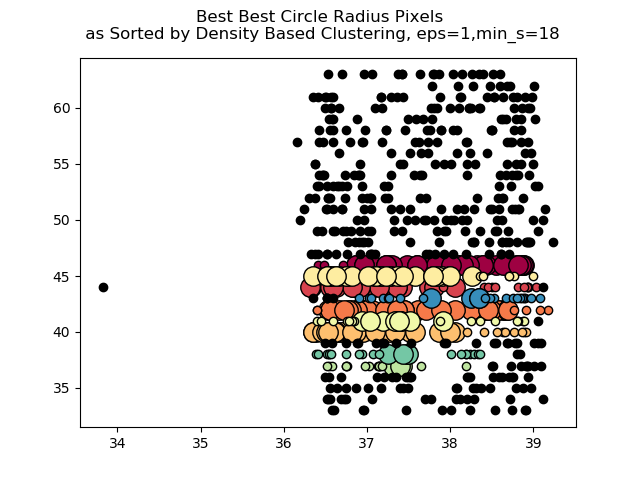 Best Best Circle Radius Pixels
as Sorted by Density Based Clustering, eps=1,min_s=18
60
55
50
45
40
35
34 35 36 37 38 39